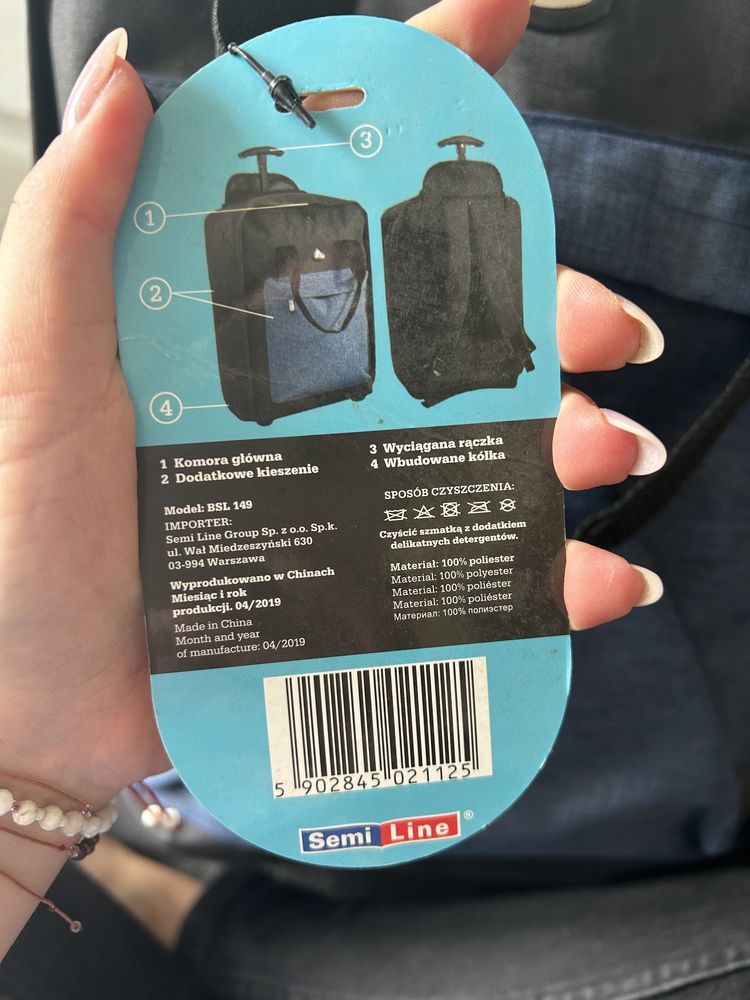 3
1
2
4
1 Komora główna
2 Dodatkowe kieszenie
3 Wyciągana rączka
4 Wbudowane kółka
Model: BSL 149
IMPORTER:
Semi Line Group Sp. z o.o. Sp.k.
ul. Wał Miedzeszyński 630
03-994 Warszawa
Wyprodukowano w Chinach
Miesiąc i rok
produkcji. 04/2019
Made in China
Month and year
of manufacture: 04/2019
SPOSÓB CZYSZCZENIA:
Czyścić szmatką z dodatkiem
delikatnych detergentów.
Materiał: 100% poliester
Material: 100% polyester
Material: 100% poliéster
Material: 100% poliéster
Материал: 100% полиэстер
5 902845 021125
Semi Line®